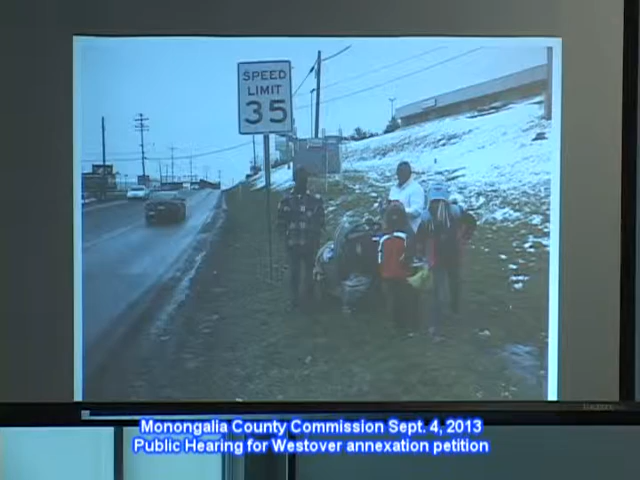 SPEED
LIMIT
35
Monongalia County Commission Sept. 4, 2013
Public Hearing for Westover annexation petition